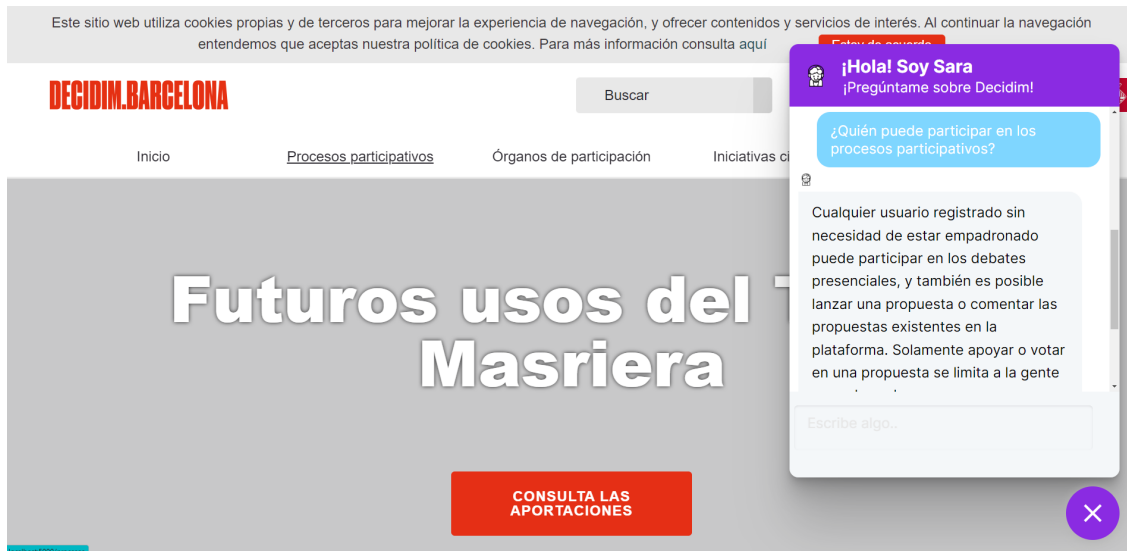 Este sitio web utiliza cookies propias y de terceros para mejorar la experiencia de navegación, y ofrecer contenidos y servicios de interés. Al continuar la navegación
entendemos que aceptas nuestra política de cookies. Para más información consulta aquí
Estoy de acuerdo
DECIDIM.BARCELONA
Buscar
Inicio
Procesos participativos
Órganos de participación
Iniciativas ci
Futuros usos del T
Masriera
CONSULTA LAS
APORTACIONES
¡Hola! Soy Sara
¡Pregúntame sobre Decidim!
¿Quién puede participar en los
procesos participativos?
Cualquier usuario registrado sin
necesidad de estar empadronado
puede participar en los debates
presenciales, y también es posible
lanzar una propuesta o comentar las
propuestas existentes en la
plataforma. Solamente apoyar o votar
en una propuesta se limita a la gente
Escribe algo..